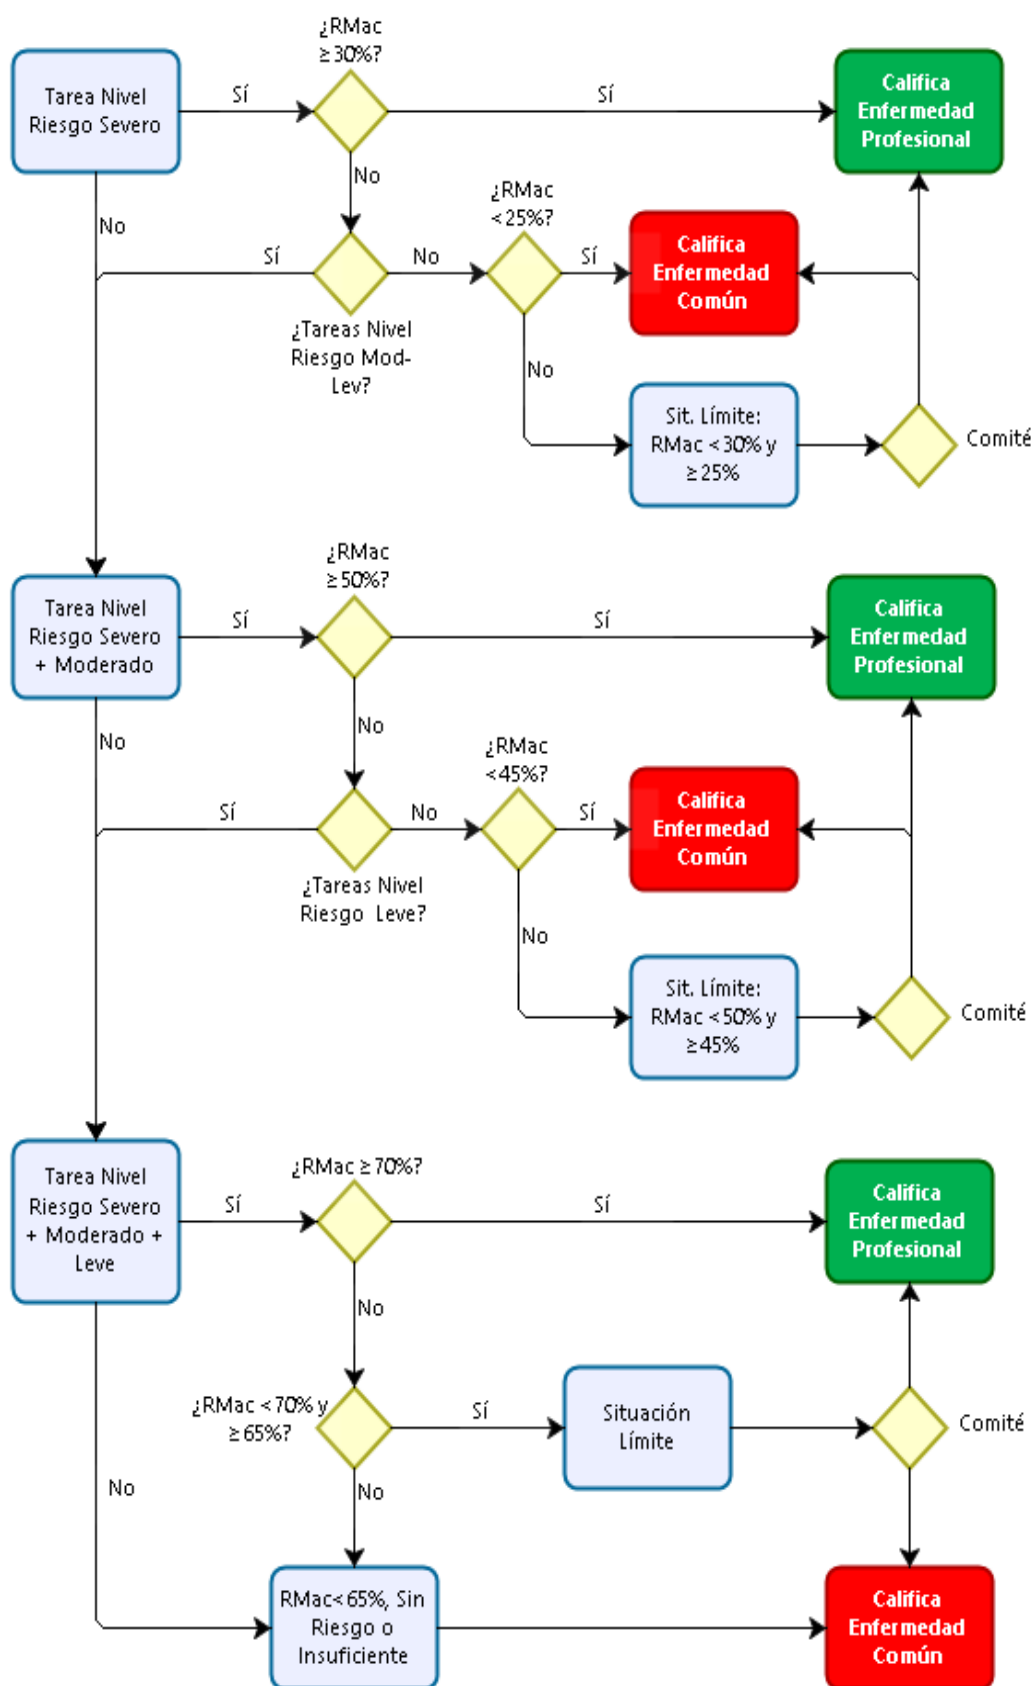 ¿RMac
≥30%?
Tarea Nivel
Riesgo Severo
Sí
Sí
Califica
Enfermedad
Profesional
No
No
¿RMac
<25%?
Sí
No
Sí
Califica
Enfermedad
Común
¿Tareas Nivel
Riesgo Mod-
Lev?
No
Sit. Límite:
RMac <30% y
≥25%
Comité
¿RMac
≥50%?
Tarea Nivel
Riesgo Severo
+ Moderado
Sí
Sí
Califica
Enfermedad
Profesional
No
No
¿RMac
<45%?
Sí
No
Sí
Califica
Enfermedad
Común
¿Tareas Nivel
Riesgo Leve?
No
Sit. Límite:
RMac <50% y
≥45%
Comité
¿RMac ≥70%?
Tarea Nivel
Riesgo Severo
+ Moderado +
Leve
Sí
Sí
Califica
Enfermedad
Profesional
No
¿RMac <70% y
≥65%?
Sí
Situación
Límite
Comité
No
No
RMac<65%, Sin
Riesgo o
Insuficiente
Califica
Enfermedad
Común